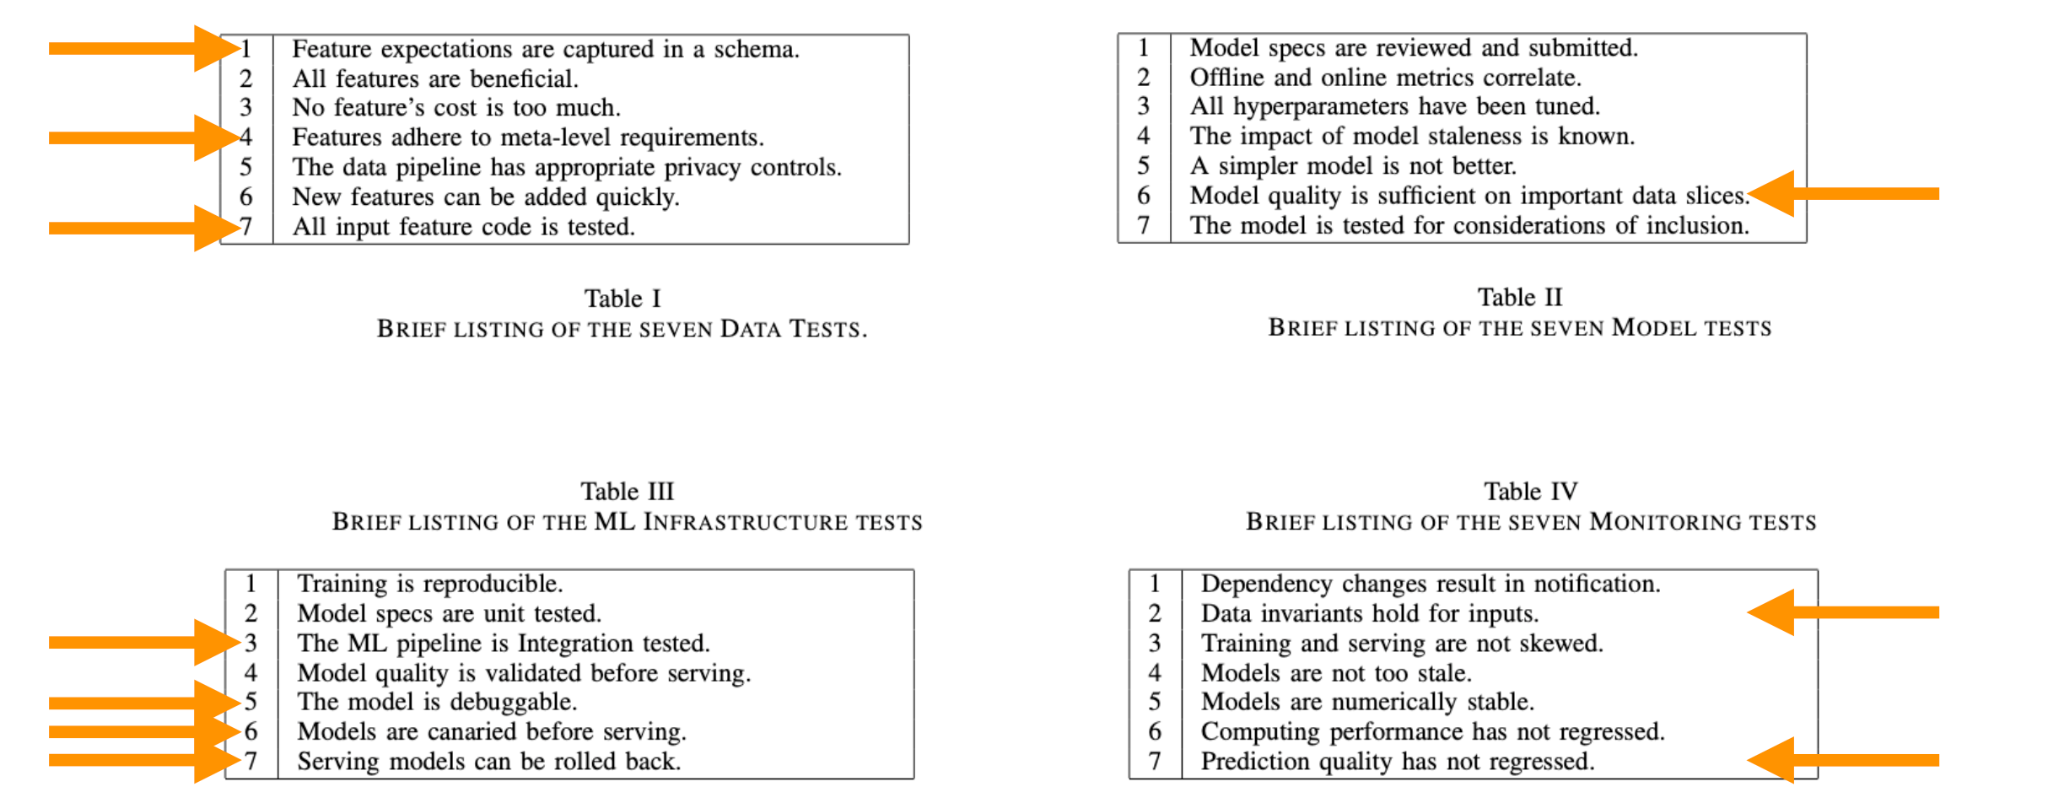 1 Feature expectations are captured in a schema.
2 All features are beneficial.
3 No feature's cost is too much.
4 Features adhere to meta-level requirements.
5 The data pipeline has appropriate privacy controls.
6 New features can be added quickly.
7 All input feature code is tested.
Table I
BRIEF LISTING OF THE SEVEN DATA TESTS.
1 Model specs are reviewed and submitted.
2 Offline and online metrics correlate.
3 All hyperparameters have been tuned.
4 The impact of model staleness is known.
5 A simpler model is not better.
6 Model quality is sufficient on important data slices.
7 The model is tested for considerations of inclusion.
Table II
BRIEF LISTING OF THE SEVEN MODEL TESTS
Table III
BRIEF LISTING OF THE ML INFRASTRUCTURE TESTS
1 Training is reproducible.
2 Model specs are unit tested.
3 The ML pipeline is Integration tested.
4 Model quality is validated before serving.
5 The model is debuggable.
6 Models are canaried before serving.
7 Serving models can be rolled back.
Table IV
BRIEF LISTING OF THE SEVEN MONITORING TESTS
1 Dependency changes result in notification.
2 Data invariants hold for inputs.
3 Training and serving are not skewed.
4 Models are not too stale.
5 Models are numerically stable.
6 Computing performance has not regressed.
7 Prediction quality has not regressed.